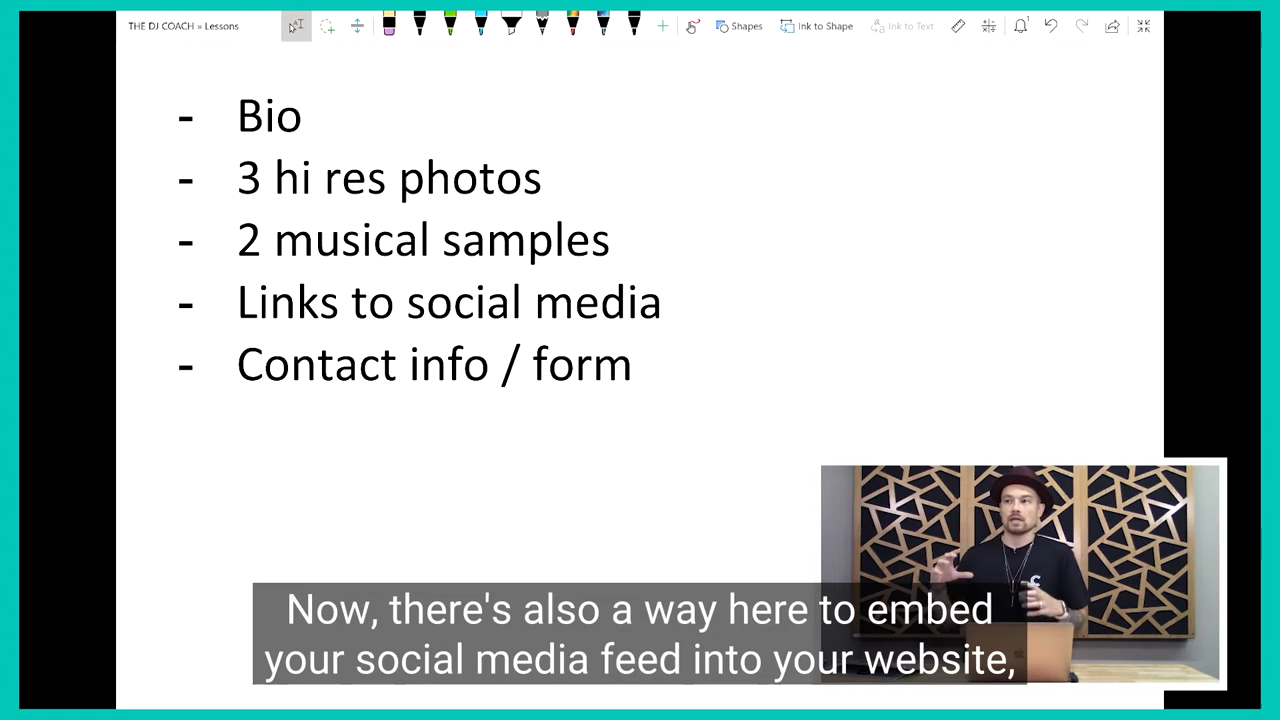 THE DJ COACH » Lessons
Shapes
Ink to Shape
Ink to Text
- Bio
- 3 hi res photos
- 2 musical samples
- Links to social media
- Contact info / form
C
Now, there's also a way here to embed
your social media feed into your website,